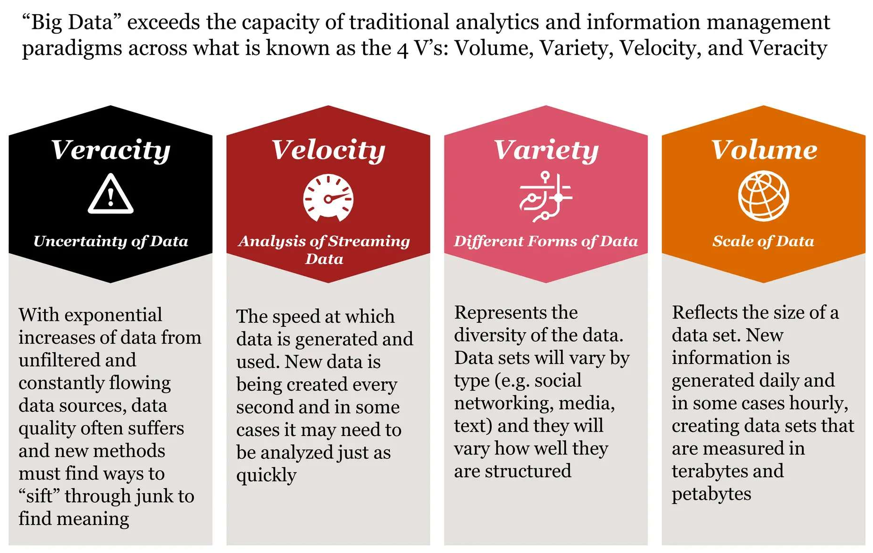 “Big Data” exceeds the capacity of traditional analytics and information management
paradigms across what is known as the 4 V’s: Volume, Variety, Velocity, and Veracity
Veracity
Uncertainty of Data
With exponential
increases of data from
unfiltered and
constantly flowing
data sources, data
quality often suffers
and new methods
must find ways to
“sift” through junk to
find meaning
Velocity
Analysis of Streaming
Data
The speed at which
data is generated and
used. New data is
being created every
second and in some
cases it may need to
be analyzed just as
quickly
Variety
Different Forms of Data
Represents the
diversity of the data.
Data sets will vary by
type (e.g. social
networking, media,
text) and they will
vary how well they
are structured
Volume
Scale of Data
Reflects the size of a
data set. New
information is
generated daily and
in some cases hourly,
creating data sets that
are measured in
terabytes and
petabytes